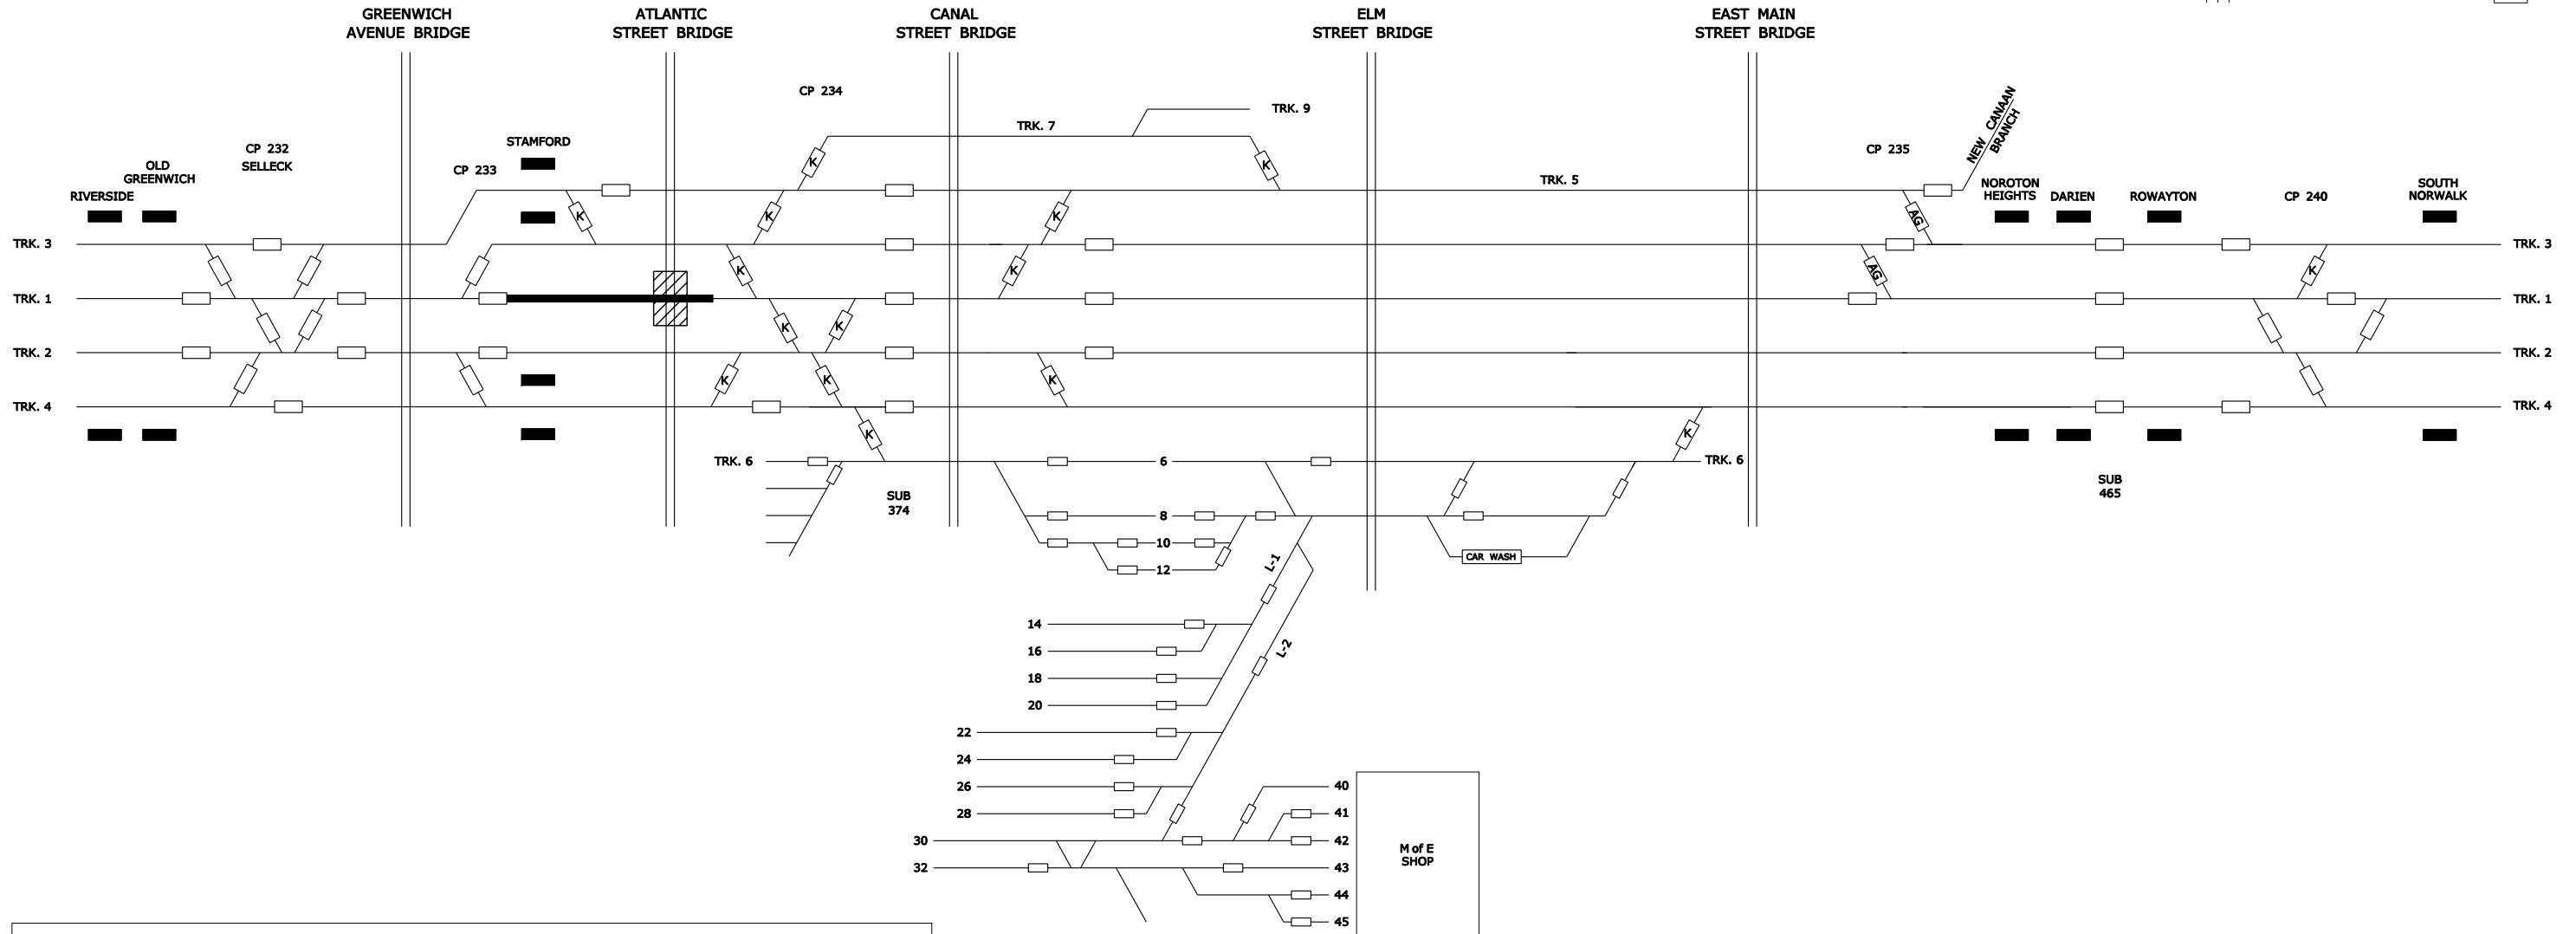 GREENWICH
AVENUE BRIDGE
ATLANTIC
STREET BRIDGE
CANAL
STREET BRIDGE
ELM
STREET BRIDGE
EAST MAIN
STREET BRIDGE
CP 234
TRK. 9
TRK. 7
NEW CANAAN
BRANCH
STAMFORD
CP 232
SELLECK
CP 235
OLD
GREENWICH
CP 233
K
K
TRK. 5
NOROTON
HEIGHTS
DARIEN
ROWAYTON
CP 240
SOUTH
NORWALK
RIVERSIDE
K
K
K
AG
TRK. 3
TRK. 3
K
K
AG
K
TRK. 1
TRK. 1
K
K
TRK. 2
TRK. 2
K
K
K
TRK. 4
TRK. 4
K
K
TRK. 6
6
TRK. 6
SUB
374
SUB
465
8
10
CAR WASH
12
L-1
14
16
L-2
18
20
22
24
26
40
28
41
30
42
M of E
SHOP
32
43
44
45